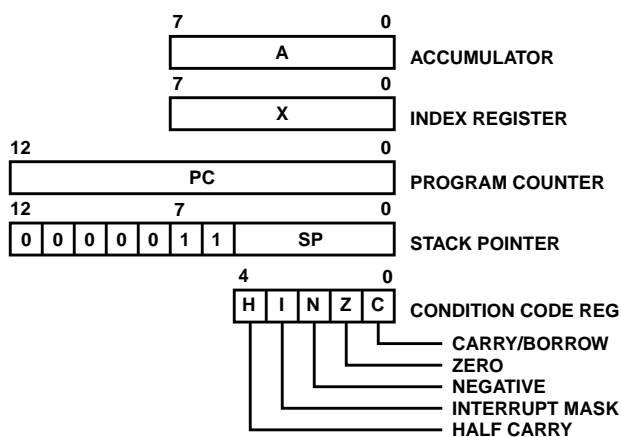 7 0
A ACCUMULATOR
7 0
X INDEX REGISTER
12 0
PC PROGRAM COUNTER
12 7 0
0 0 0 0 0 1 1 SP STACK POINTER
4 0
H I N Z C CONDITION CODE REG
CARRY/BORROW
ZERO
NEGATIVE
INTERRUPT MASK
HALF CARRY